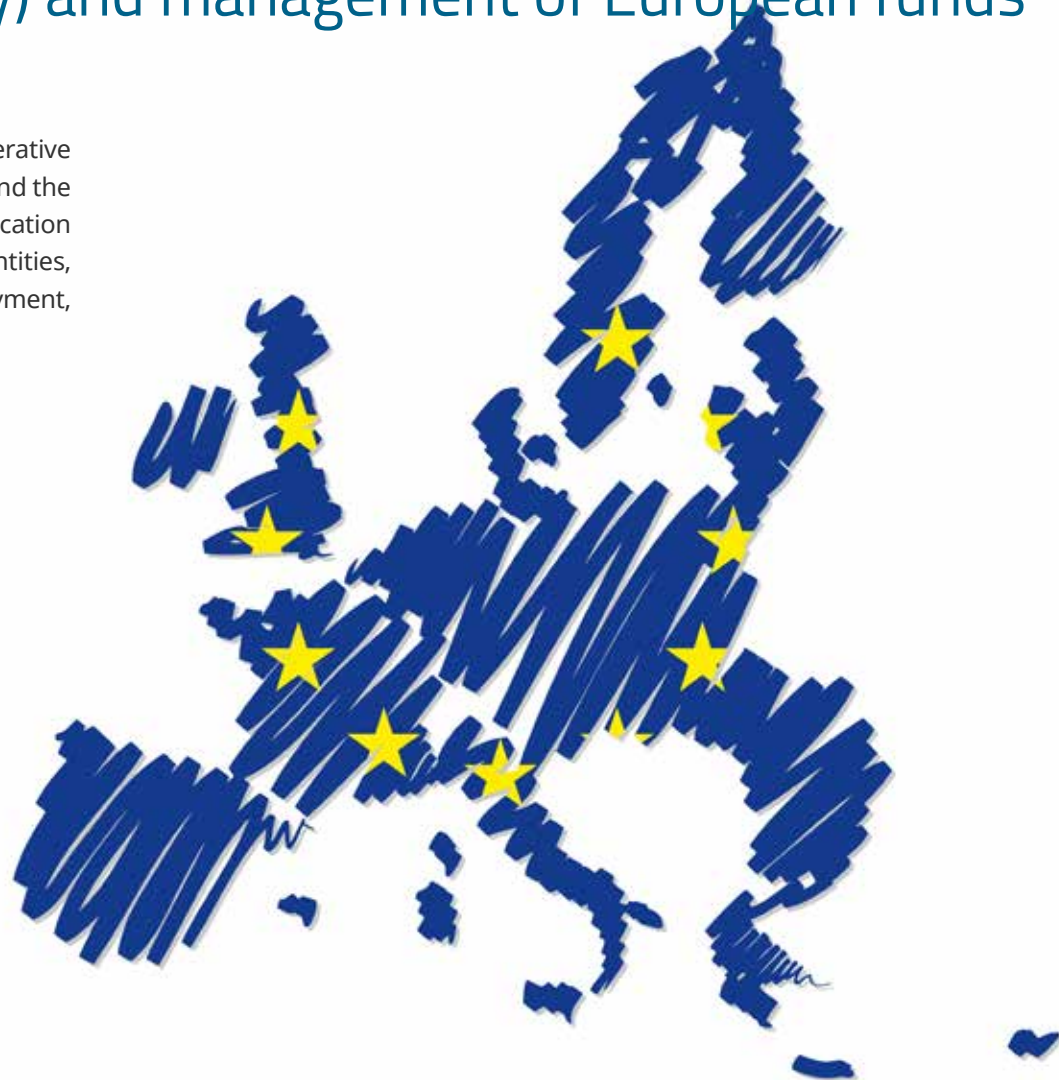 ) and management of European funds
erative
nd the
cation
ntities,
yment,